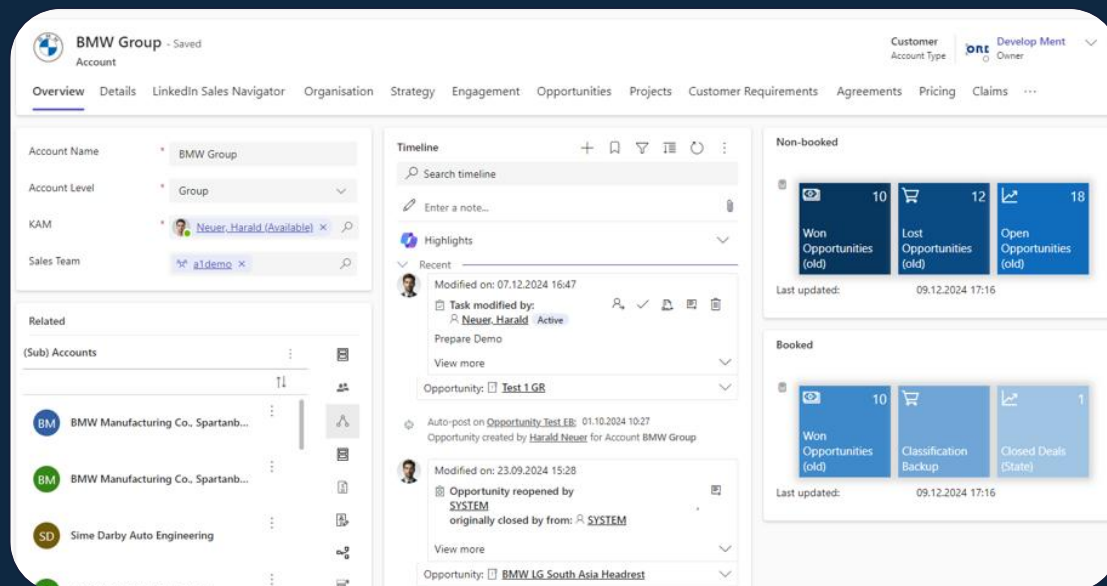 BMW Group - Saved
Account
Customer
Account Type
Develop Ment
Owner
Overview Details LinkedIn Sales Navigator Organisation Strategy Engagement Opportunities Projects Customer Requirements Agreements Pricing Claims ...
Account Name * BMW Group
Account Level * Group
KAM * Neuer, Harald (Available) ×
Sales Team a1demo ×
Related
(Sub) Accounts
BM BMW Manufacturing Co., Spartanb...
BM BMW Manufacturing Co., Spartanb...
SD Sime Darby Auto Engineering
Timeline
Search timeline
Enter a note...
Highlights
Recent
Modified on: 07.12.2024 16:47
Task modified by:
Neuer, Harald Active
Prepare Demo
View more
Opportunity: Test 1 GR
Auto-post on Opportunity Test EB: 01.10.2024 10:27
Opportunity created by Harald Neuer for Account BMW Group
Modified on: 23.09.2024 15:28
Opportunity reopened by
SYSTEM
originally closed by from: SYSTEM
View more
Opportunity: BMW LG South Asia Headrest
Non-booked
10
Won
Opportunities
(old)
12
Lost
Opportunities
(old)
18
Open
Opportunities
(old)
Last updated: 09.12.2024 17:16
Booked
10
Won
Opportunities
(old)
Classification
Backup
1
Closed Deals
(State)
Last updated: 09.12.2024 17:16